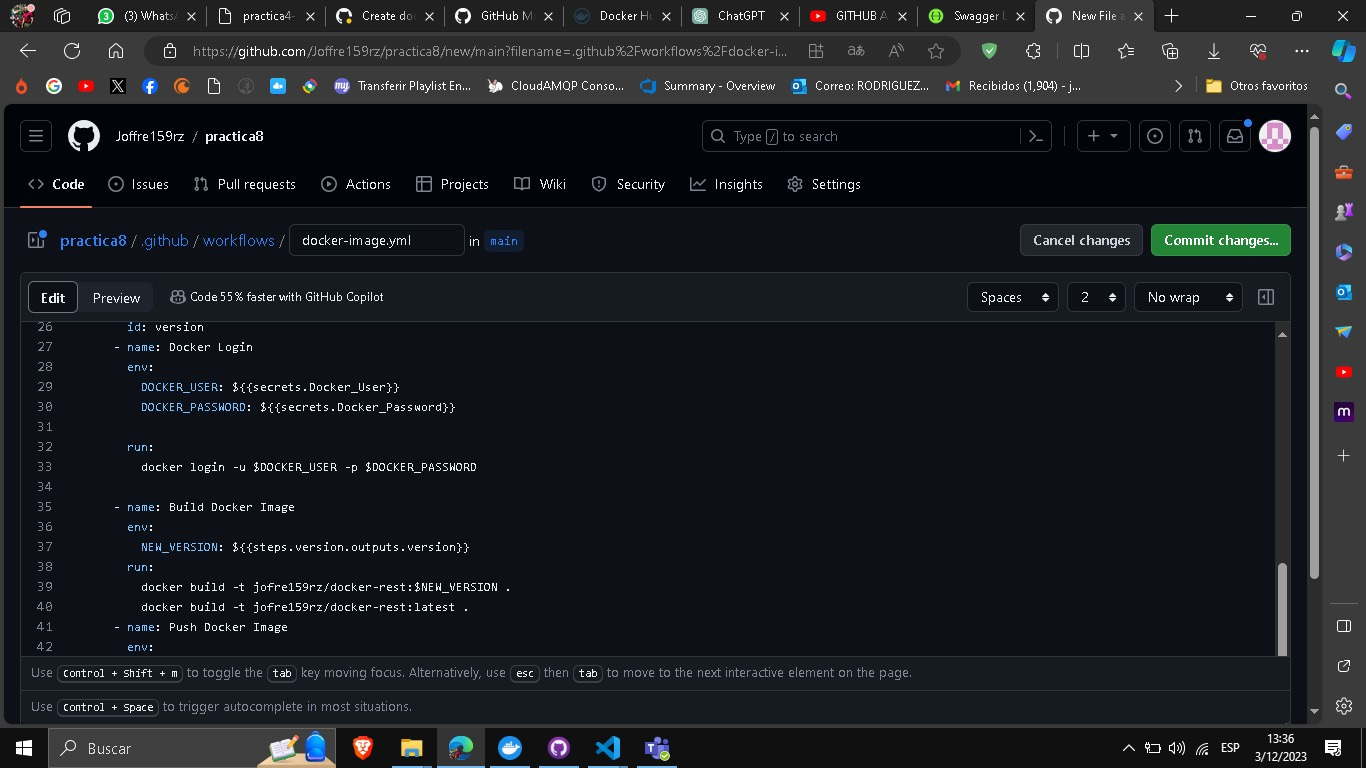 (3) WhatsA
practica4-
Create do
GitHub M
Docker H
ChatGPT
GITHUB A
Swagger U
New File a
https://github.com/Joffre159rz/practica8/new/main?filename=.github%2Fworkflows%2Fdocker-i...
Transferir Playlist En...
CloudAMQP Conso...
Summary - Overview
Correo: RODRIGUEZ...
Recibidos (1,904) - j...
Otros favoritos
Joffre159rz / practica8
Type / to search
Code
Issues
Pull requests
Actions
Projects
Wiki
Security
Insights
Settings
practica8 / .github / workflows / docker-image.yml in main
Cancel changes
Commit changes...
Edit
Preview
Code 55% faster with GitHub Copilot
Spaces
2
No wrap
26 id: version
27 - name: Docker Login
28 env:
29 DOCKER_USER: ${{secrets.Docker_User}}
30 DOCKER_PASSWORD: ${{secrets.Docker_Password}}
31
32 run:
33 docker login -u $DOCKER_USER -p $DOCKER_PASSWORD
34
35 - name: Build Docker Image
36 env:
37 NEW_VERSION: ${{steps.version.outputs.version}}
38 run:
39 docker build -t jofre159rz/docker-rest:$NEW_VERSION .
40 docker build -t jofre159rz/docker-rest:latest .
41 - name: Push Docker Image
42 env:
Use Control + Shift + m to toggle the tab key moving focus. Alternatively, use esc then tab to move to the next interactive element on the page.
Use Control + Space to trigger autocomplete in most situations.
Buscar
ESP
13:36
3/12/2023